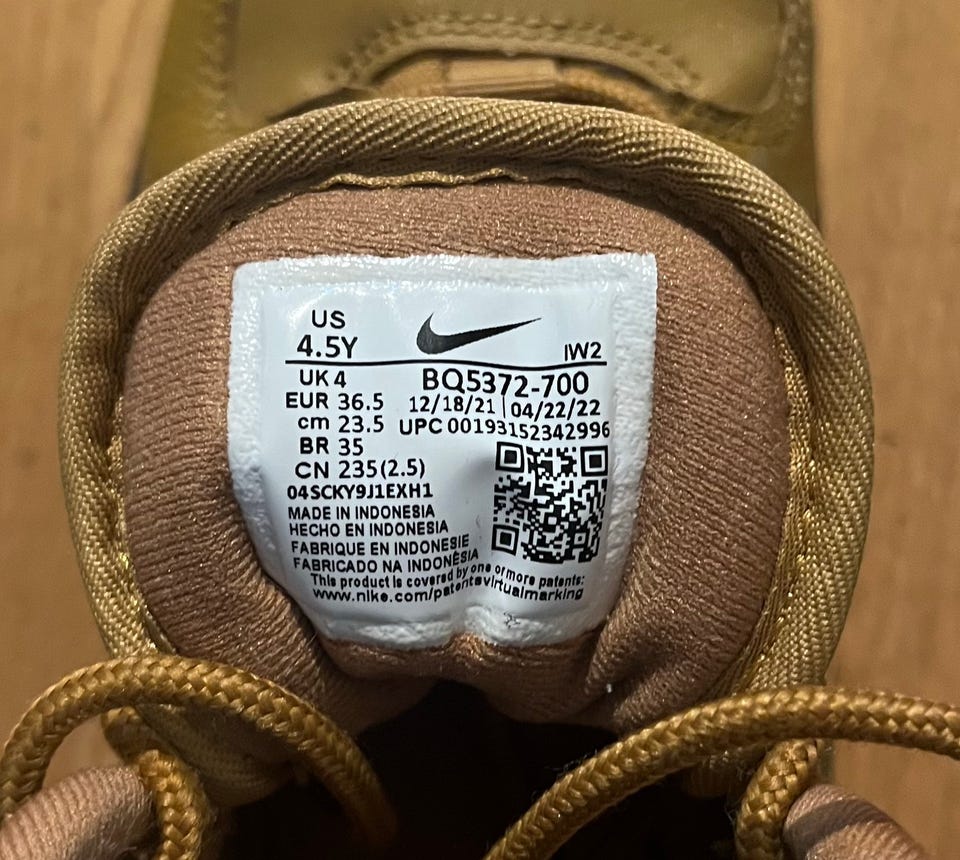 US
4.5Y
IW2
UK 4
BQ5372-700
EUR 36.5
12/18/21 | 04/22/22
cm 23.5
UPC 00193152342996
BR 35
CN 235(2.5)
04SCKY9J1EXH1
MADE IN INDONESIA
HECHO EN INDONESIA
FABRIQUE EN INDONESIE
FABRICADO NA INDONÉSIA
This product is covered by one or more patents:
www.nike.com/patentsvirtualmarking